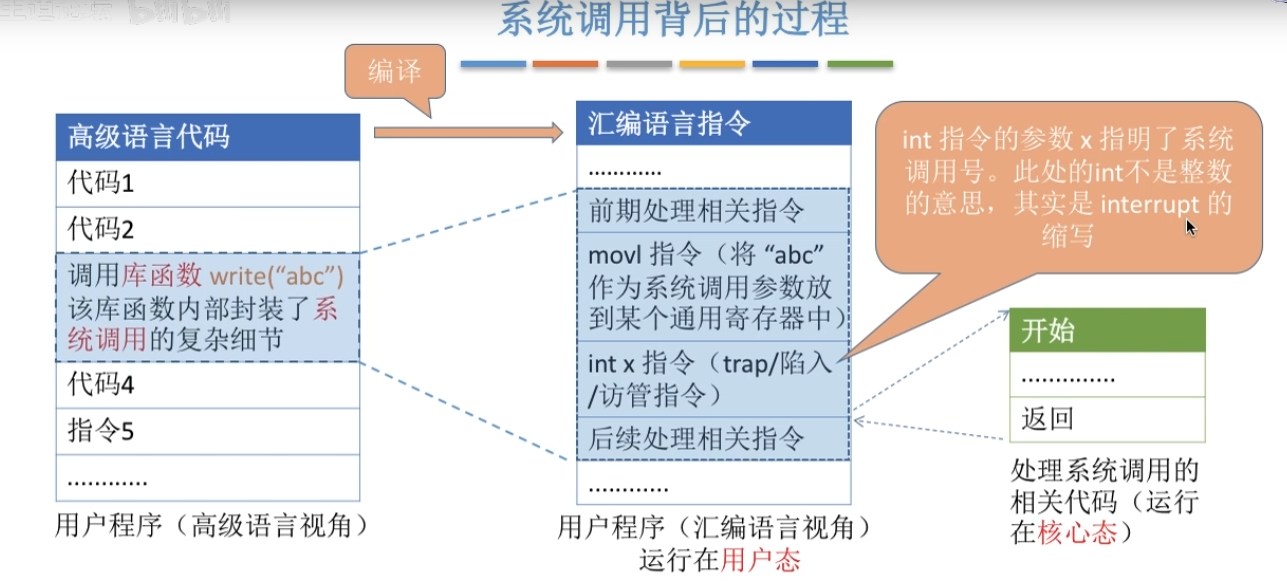 系统调用背后的过程
编译
高级语言代码
代码1
代码2
调用库函数 write(“abc”)
该库函数内部封装了系
统调用的复杂细节
代码4
指令5
…………
用户程序（高级语言视角）
汇编语言指令
…………
前期处理相关指令
movl 指令（将 “abc”
作为系统调用参数放
到某个通用寄存器中）
int x 指令（trap/陷入
/访管指令）
后续处理相关指令
…………
用户程序（汇编语言视角）
运行在用户态
int 指令的参数 x 指明了系统
调用号。此处的int不是整数
的意思，其实是 interrupt 的
缩写
开始
……………
返回
处理系统调用的
相关代码（运行
在核心态）